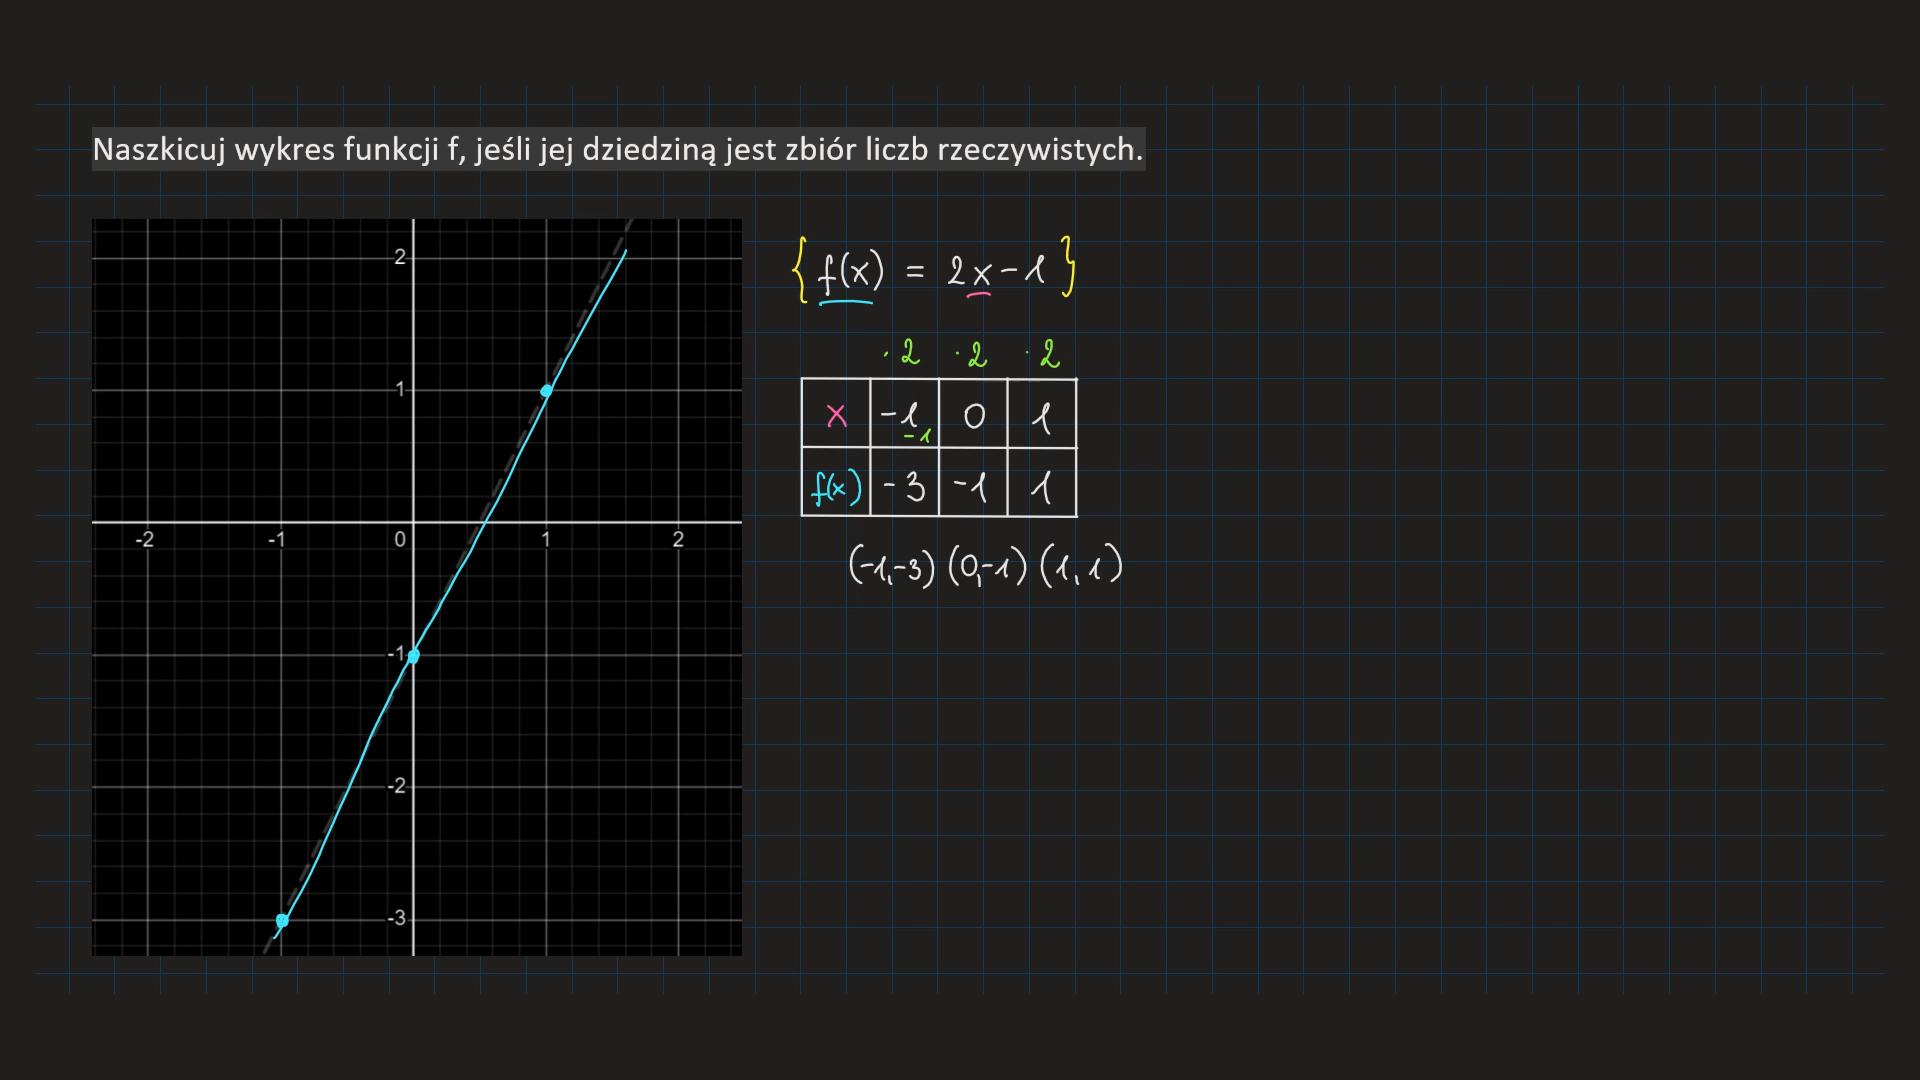 Naszkicuj wykres funkcji f, jeśli jej dziedziną jest zbiór liczb rzeczywistych.
{ f(x) = 2x-1 }
·2 ·2 ·2
x -1 0 1
-1
f(x) -3 -1 1
(-1,-3) (0,-1) (1,1)
2
1
-2 -1 0 1 2
-1
-2
-3